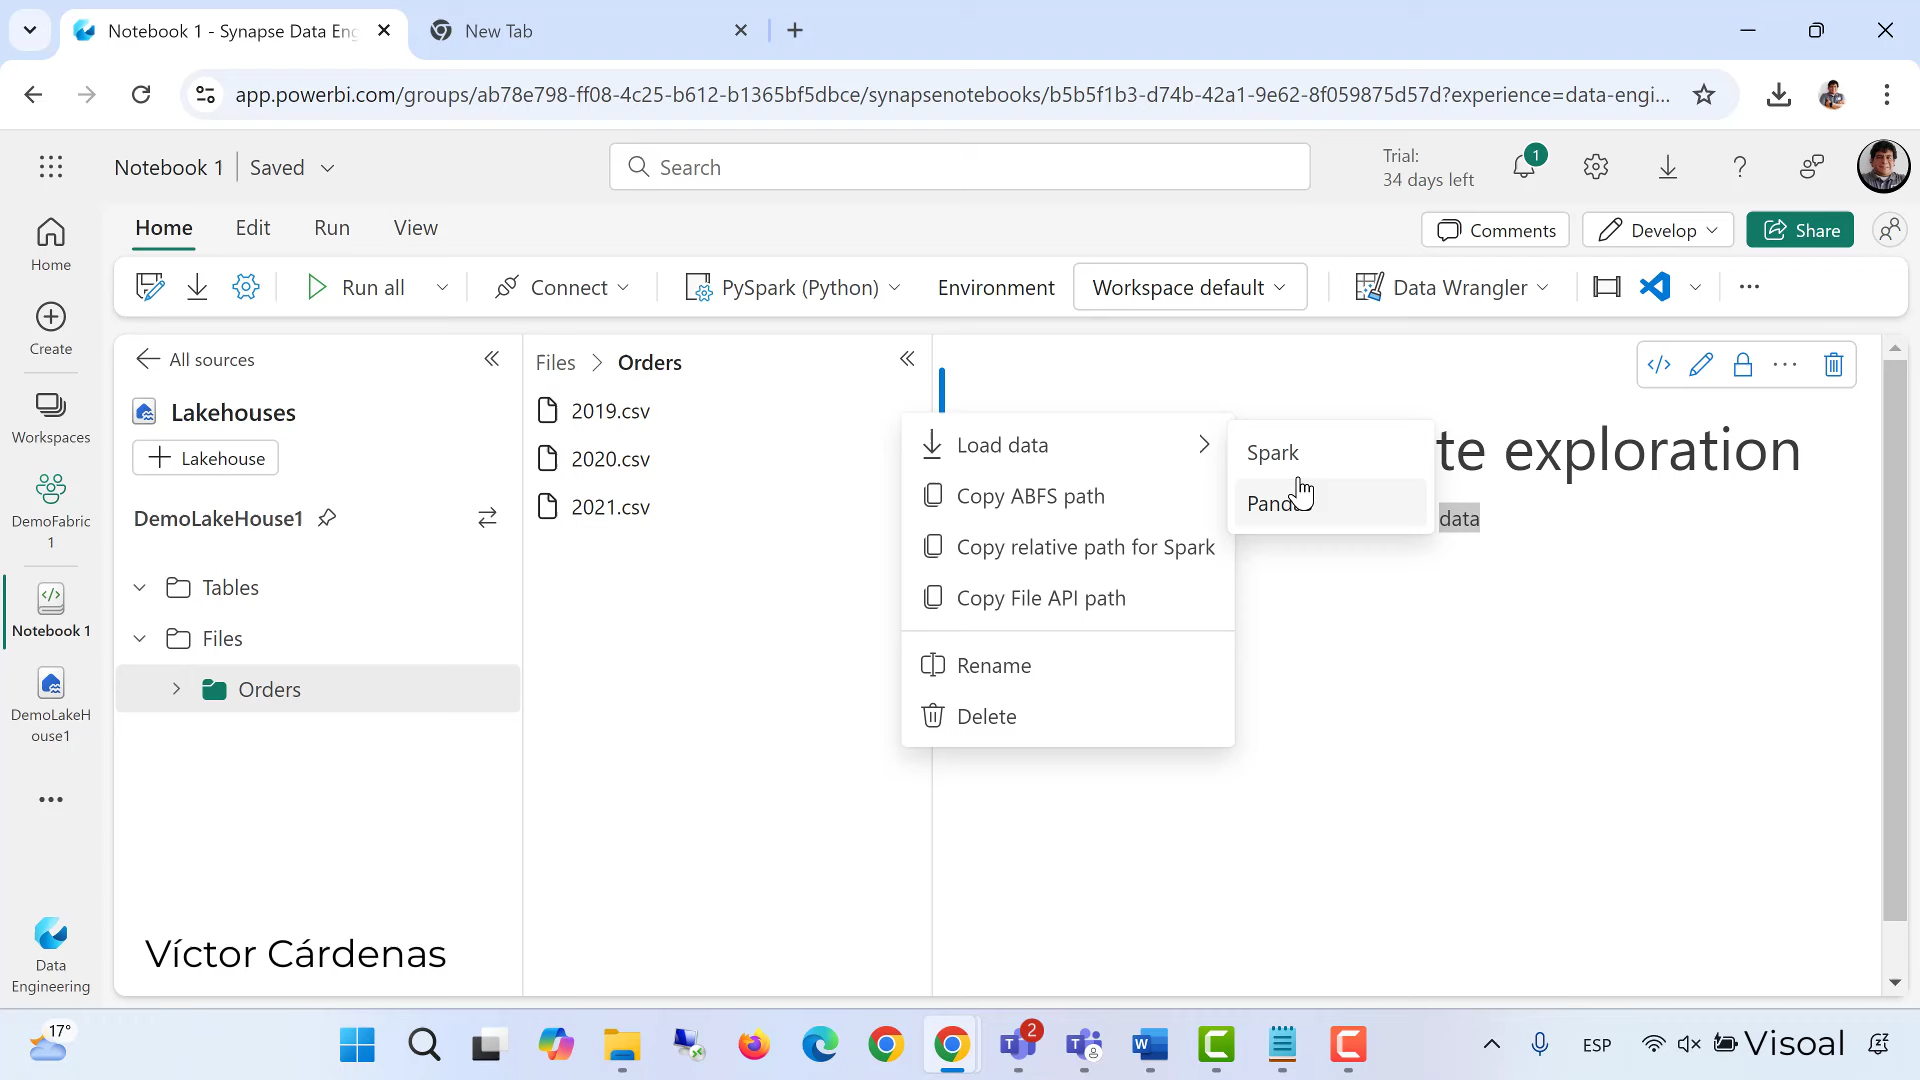 Notebook 1 - Synapse Data Eng
New Tab
app.powerbi.com/groups/ab78e798-ff08-4c25-b612-b1365bf5dbce/synapsenotebooks/b5b5f1b3-d74b-42a1-9e62-8f059875d57d?experience=data-engi...
Notebook 1 | Saved
Search
Trial:
34 days left
1
Home
Edit
Run
View
Comments
Develop
Share
Run all
Connect
PySpark (Python)
Environment
Workspace default
Data Wrangler
Home
Create
Workspaces
DemoFabric
1
Notebook 1
DemoLakeH
ouse1
Data
Engineering
All sources
Lakehouses
Lakehouse
DemoLakeHouse1
Tables
Files
Orders
Víctor Cárdenas
Files > Orders
2019.csv
2020.csv
2021.csv
Load data
Copy ABFS path
Copy relative path for Spark
Copy File API path
Rename
Delete
Spark
te exploration
data
17°
2
ESP
Visoal